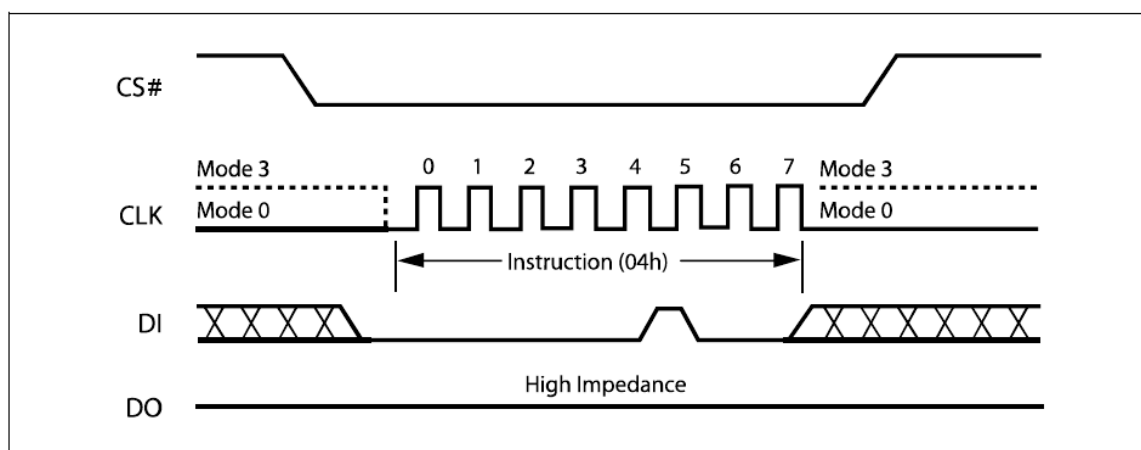 CS#
0 1 2 3 4 5 6 7
Mode 3 Mode 3
CLK
Mode 0 Mode 0
Instruction (04h)
DI
High Impedance
DO